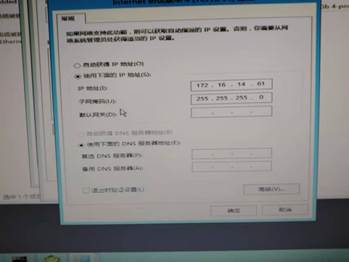 常规
如果网络支持此功能，则可以获取自动指派的 IP 设置。否则，你需要从网
络系统管理员处获得适当的 IP 设置。
自动获得 IP 地址(O)
使用下面的 IP 地址(S):
IP 地址(I):
172 . 16 . 14 . 61
子网掩码(U):
255 . 255 . 255 . 0
默认网关(D):
自动获得 DNS 服务器地址(B)
使用下面的 DNS 服务器地址(E):
首选 DNS 服务器(P):
备用 DNS 服务器(A):
退出时验证设置(L)
高级(V)...
确定
取消